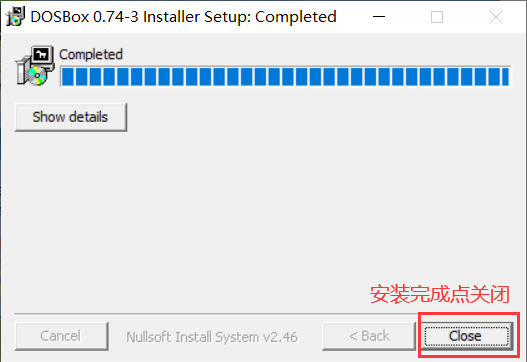 DOSBox 0.74-3 Installer Setup: Completed
Completed
Show details
安装完成点关闭
Cancel
Nullsoft Install System v2.46
< Back
Close